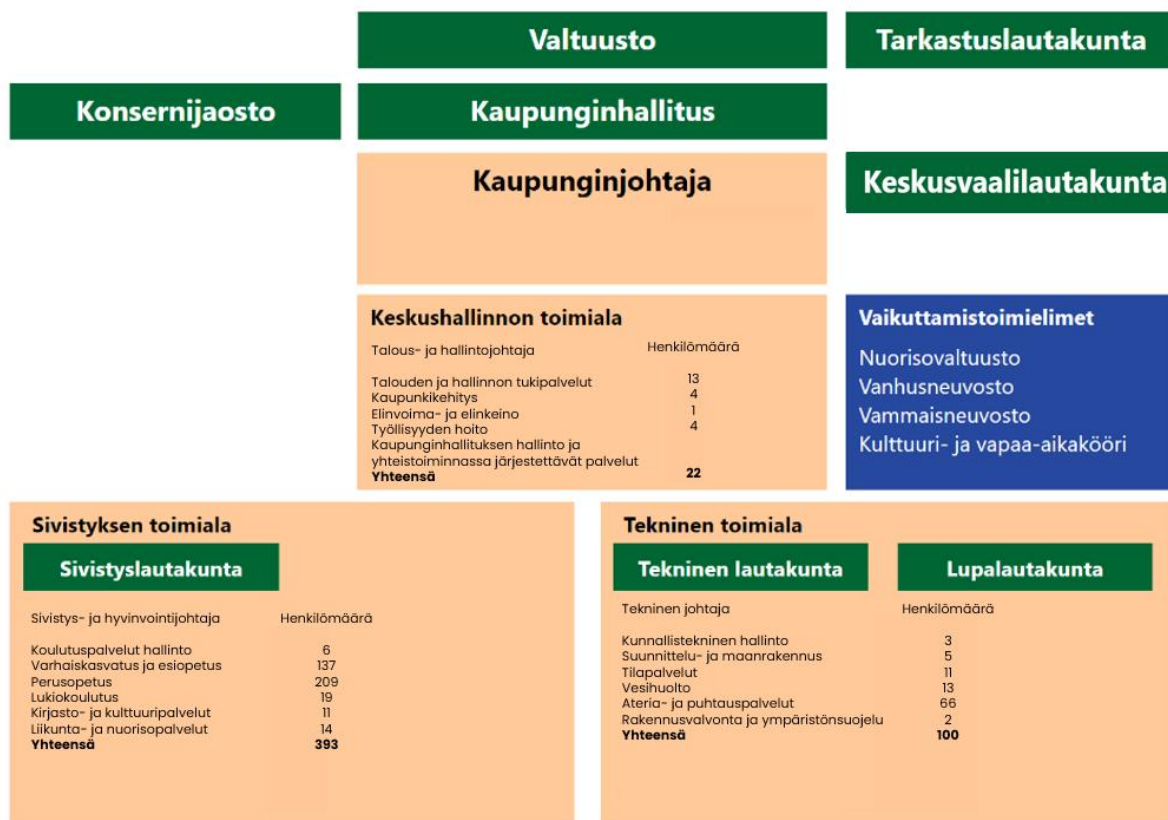 Valtuusto
Tarkastuslautakunta
Konsernijaosto
Kaupunginhallitus
Kaupunginjohtaja
Keskusvaalilautakunta
Keskushallinnon toimiala
Talous- ja hallintojohtaja Henkilömäärä
Talouden ja hallinnon tukipalvelut 13
Kaupunkikehitys 4
Elinvoima- ja elinkeino 1
Työllisyyden hoito 4
Kaupunginhallituksen hallinto ja
yhteistoiminnassa järjestettävät palvelut
Yhteensä 22
Vaikuttamistoimielimet
Nuorisovaltuusto
Vanhusneuvosto
Vammaisneuvosto
Kulttuuri- ja vapaa-aikakööri
Sivistyksen toimiala
Sivistyslautakunta
Sivistys- ja hyvinvointijohtaja Henkilömäärä
Koulutuspalvelut hallinto 6
Varhaiskasvatus ja esiopetus 137
Perusopetus 209
Lukiokoulutus 19
Kirjasto- ja kulttuuripalvelut 11
Liikunta- ja nuorisopalvelut 14
Yhteensä 393
Tekninen toimiala
Tekninen lautakunta
Lupalautakunta
Tekninen johtaja Henkilömäärä
Kunnallistekninen hallinto 3
Suunnittelu- ja maanrakennus 5
Tilapalvelut 11
Vesihuolto 13
Ateria- ja puhtauspalvelut 66
Rakennusvalvonta ja ympäristönsuojelu 2
Yhteensä 100